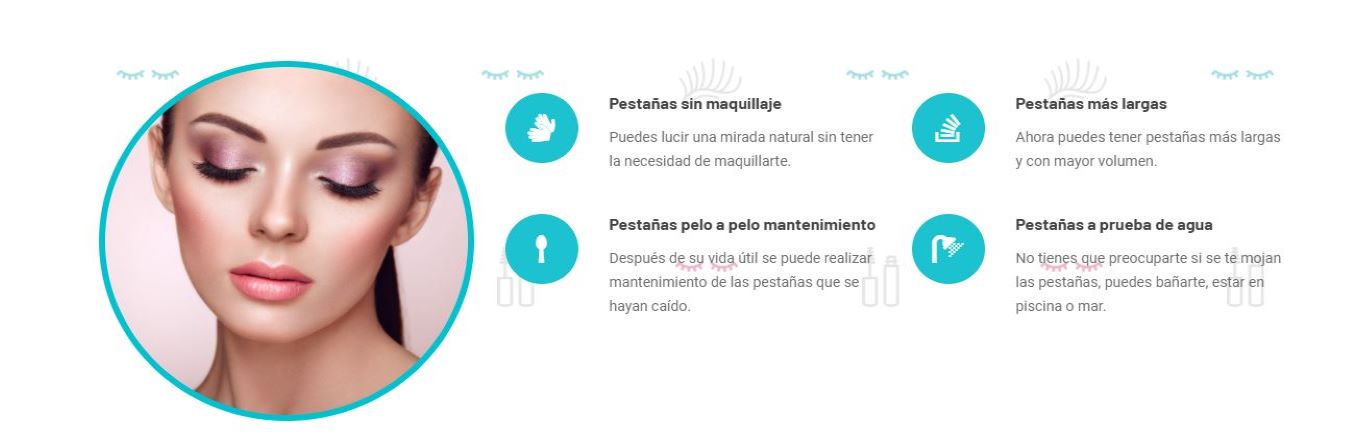 Pestañas sin maquillaje
Puedes lucir una mirada natural sin tener
la necesidad de maquillarte.
Pestañas más largas
Ahora puedes tener pestañas más largas
y con mayor volumen.
Pestañas pelo a pelo mantenimiento
Después de su vida útil se puede realizar
mantenimiento de las pestañas que se
hayan caído.
Pestañas a prueba de agua
No tienes que preocuparte si se te mojan
las pestañas, puedes bañarte, estar en
piscina o mar.